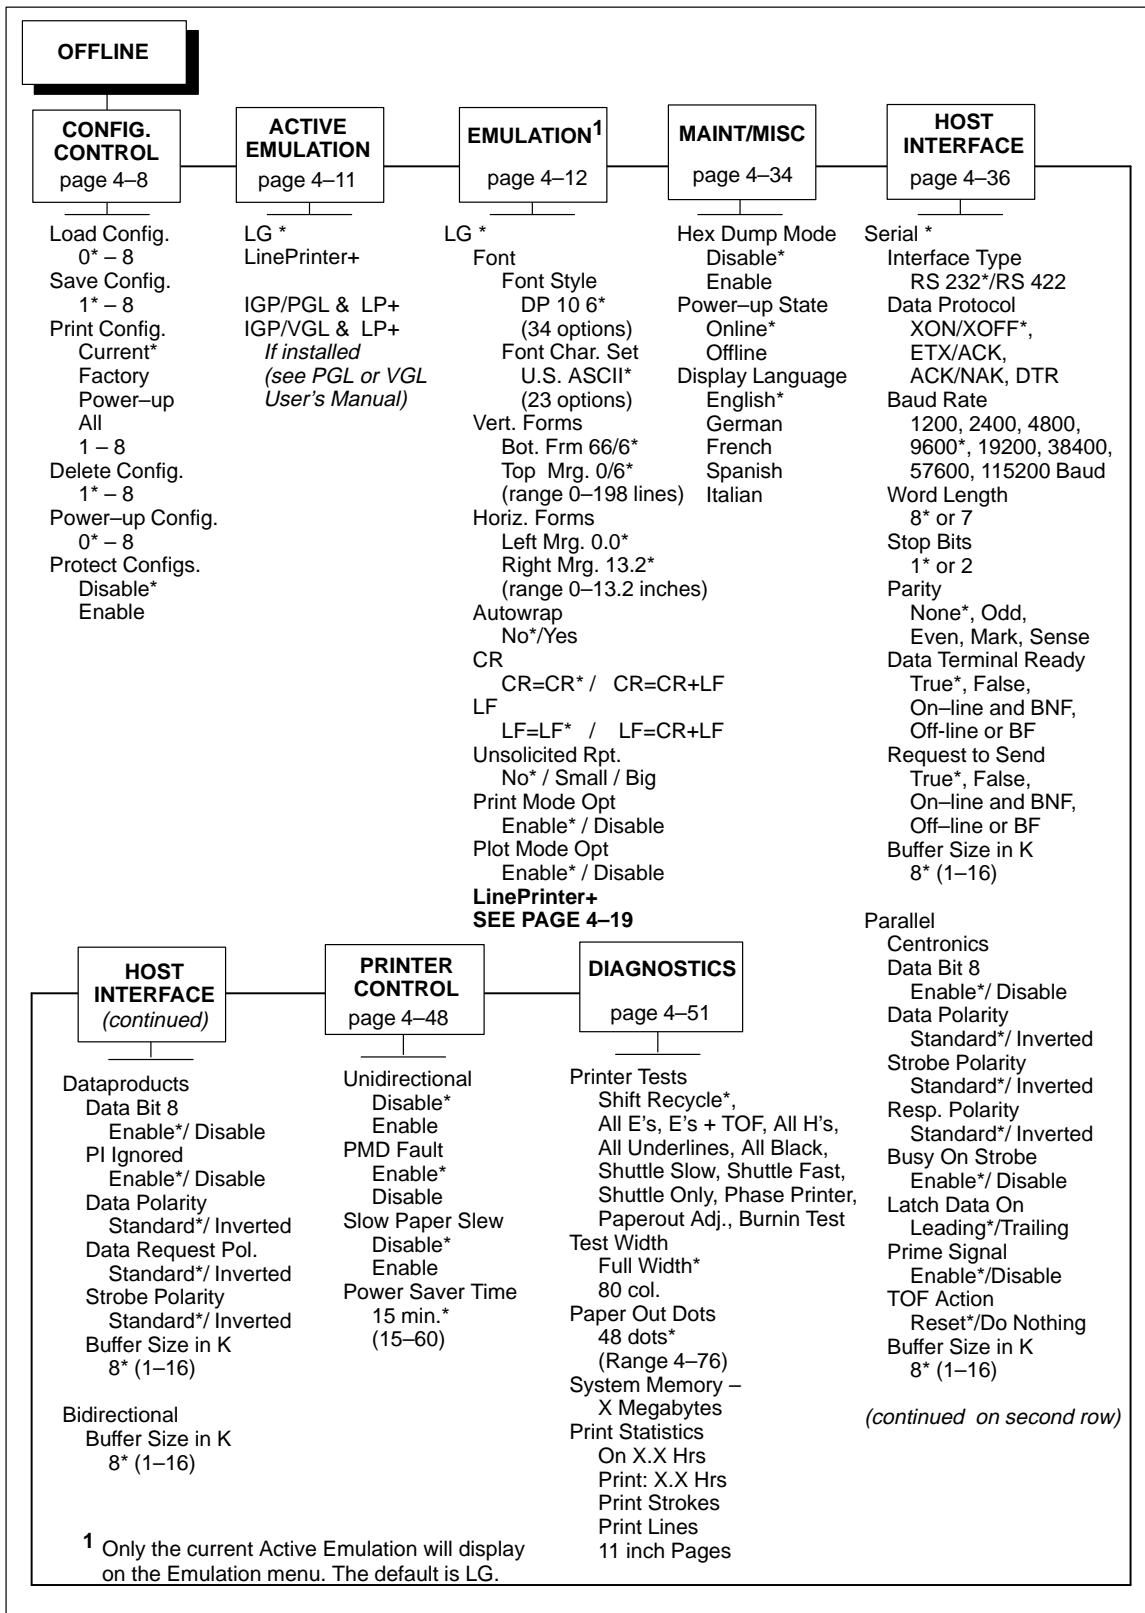 OFFLINE
CONFIG.
CONTROL
page 4–8
Load Config.
0* – 8
Save Config.
1* – 8
Print Config.
Current*
Factory
Power–up
All
1 – 8
Delete Config.
1* – 8
Power–up Config.
0* – 8
Protect Configs.
Disable*
Enable
ACTIVE
EMULATION
page 4–11
LG *
LinePrinter+
IGP/PGL & LP+
IGP/VGL & LP+
If installed
(see PGL or VGL
User's Manual)
EMULATION1
page 4–12
LG *
Font
Font Style
DP 10 6*
(34 options)
Font Char. Set
U.S. ASCII*
(23 options)
Vert. Forms
Bot. Frm 66/6*
Top Mrg. 0/6*
(range 0–198 lines)
Horiz. Forms
Left Mrg. 0.0*
Right Mrg. 13.2*
(range 0–13.2 inches)
Autowrap
No*/Yes
CR
CR=CR* / CR=CR+LF
LF
LF=LF* / LF=CR+LF
Unsolicited Rpt.
No* / Small / Big
Print Mode Opt
Enable* / Disable
Plot Mode Opt
Enable* / Disable
LinePrinter+
SEE PAGE 4–19
MAINT/MISC
page 4–34
Hex Dump Mode
Disable*
Enable
Power–up State
Online*
Offline
Display Language
English*
German
French
Spanish
Italian
HOST
INTERFACE
page 4–36
Serial *
Interface Type
RS 232*/RS 422
Data Protocol
XON/XOFF*,
ETX/ACK,
ACK/NAK, DTR
Baud Rate
1200, 2400, 4800,
9600*, 19200, 38400,
57600, 115200 Baud
Word Length
8* or 7
Stop Bits
1* or 2
Parity
None*, Odd,
Even, Mark, Sense
Data Terminal Ready
True*, False,
On–line and BNF,
Off-line or BF
Request to Send
True*, False,
On–line and BNF,
Off–line or BF
Buffer Size in K
8* (1–16)
Parallel
Centronics
Data Bit 8
Enable*/ Disable
Data Polarity
Standard*/ Inverted
Strobe Polarity
Standard*/ Inverted
Resp. Polarity
Standard*/ Inverted
Busy On Strobe
Enable*/ Disable
Latch Data On
Leading*/Trailing
Prime Signal
Enable*/Disable
TOF Action
Reset*/Do Nothing
Buffer Size in K
8* (1–16)
(continued on second row)
HOST
INTERFACE
(continued)
Dataproducts
Data Bit 8
Enable*/ Disable
PI Ignored
Enable*/ Disable
Data Polarity
Standard*/ Inverted
Data Request Pol.
Standard*/ Inverted
Strobe Polarity
Standard*/ Inverted
Buffer Size in K
8* (1–16)
Bidirectional
Buffer Size in K
8* (1–16)
PRINTER
CONTROL
page 4–48
Unidirectional
Disable*
Enable
PMD Fault
Enable*
Disable
Slow Paper Slew
Disable*
Enable
Power Saver Time
15 min.*
(15–60)
DIAGNOSTICS
page 4–51
Printer Tests
Shift Recycle*,
All E's, E's + TOF, All H's,
All Underlines, All Black,
Shuttle Slow, Shuttle Fast,
Shuttle Only, Phase Printer,
Paperout Adj., Burnin Test
Test Width
Full Width*
80 col.
Paper Out Dots
48 dots*
(Range 4–76)
System Memory –
X Megabytes
Print Statistics
On X.X Hrs
Print: X.X Hrs
Print Strokes
Print Lines
11 inch Pages
1 Only the current Active Emulation will display
on the Emulation menu. The default is LG.